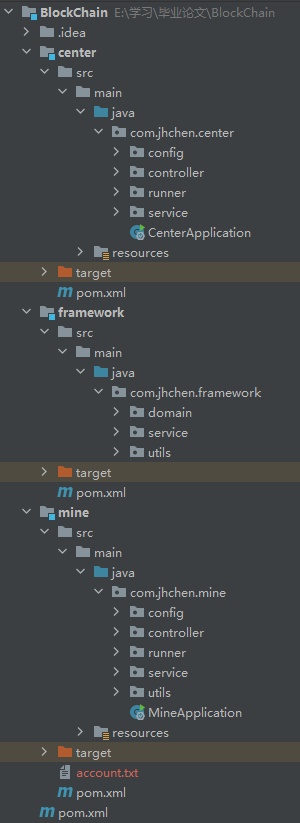 BlockChain E:\学习\毕业论文\BlockChain
.idea
center
src
main
java
com.jhchen.center
config
controller
runner
service
CenterApplication
resources
target
pom.xml
framework
src
main
java
com.jhchen.framework
domain
service
utils
target
pom.xml
mine
src
main
java
com.jhchen.mine
config
controller
runner
service
utils
MineApplication
resources
target
account.txt
pom.xml
pom.xml